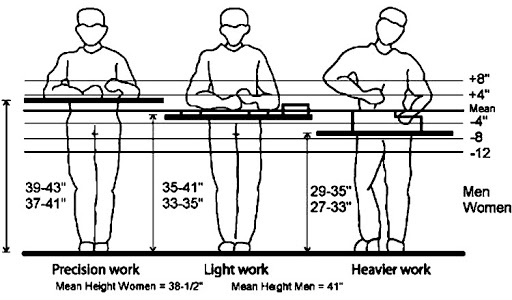 +8"
+4"
Mean
-4"
-8
-12
39-43"
37-41"
35-41"
33-35"
29-35"
27-33"
Men
Women
Precision work
Light work
Heavier work
Mean Height Women = 38-1/2"
Mean Height Men = 41"